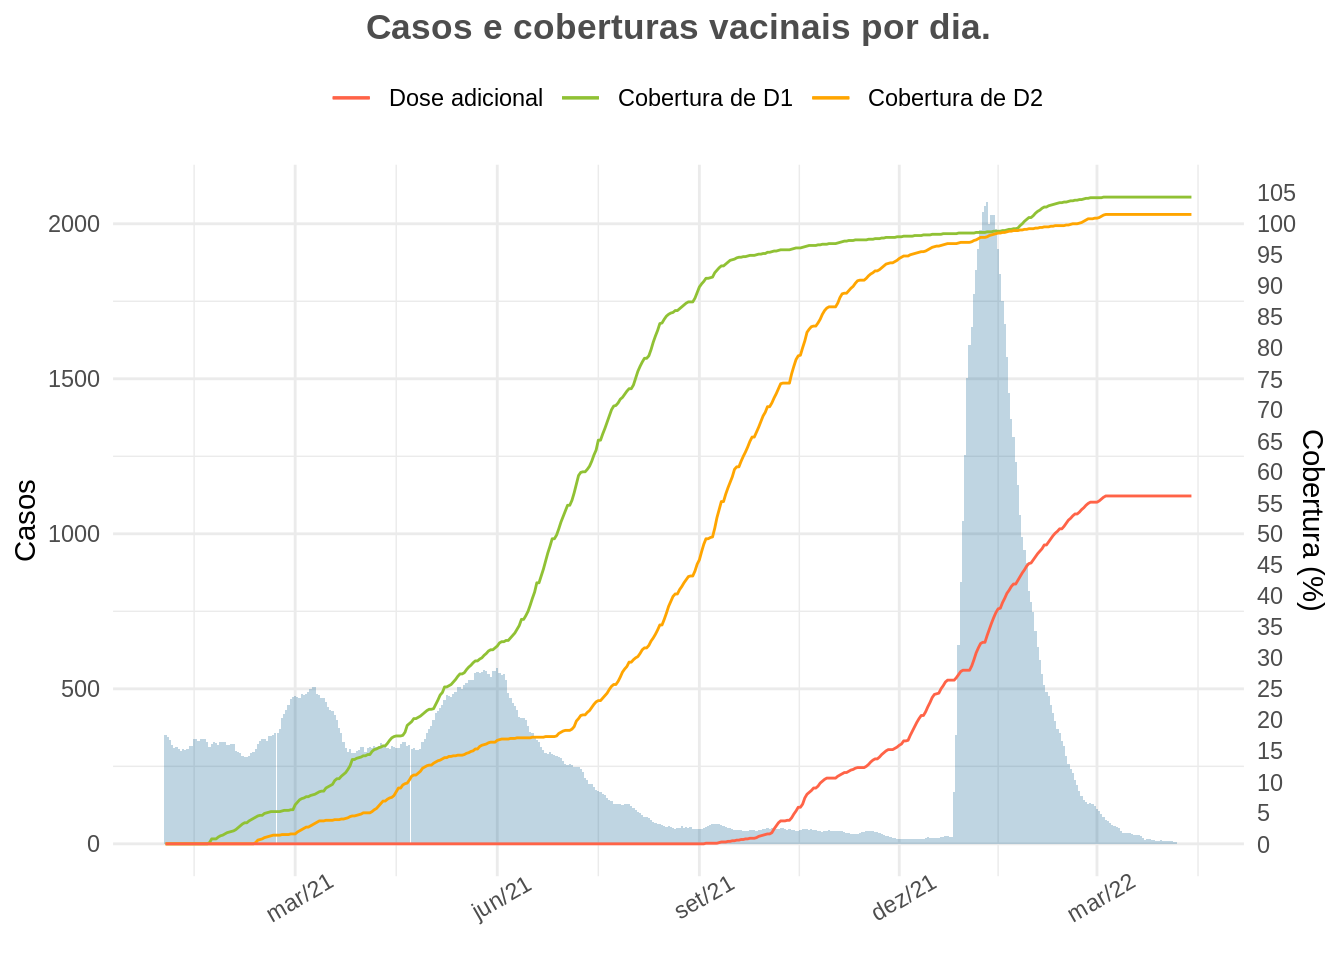 Casos e coberturas vacinais por dia.
Dose adicional
Cobertura de D1
Cobertura de D2
2000
1500
1000
500
0
Casos
105
100
95
90
85
80
75
70
65
60
55
50
45
40
35
30
25
20
15
10
5
0
Cobertura (%)
mar/21
jun/21
set/21
dez/21
mar/22